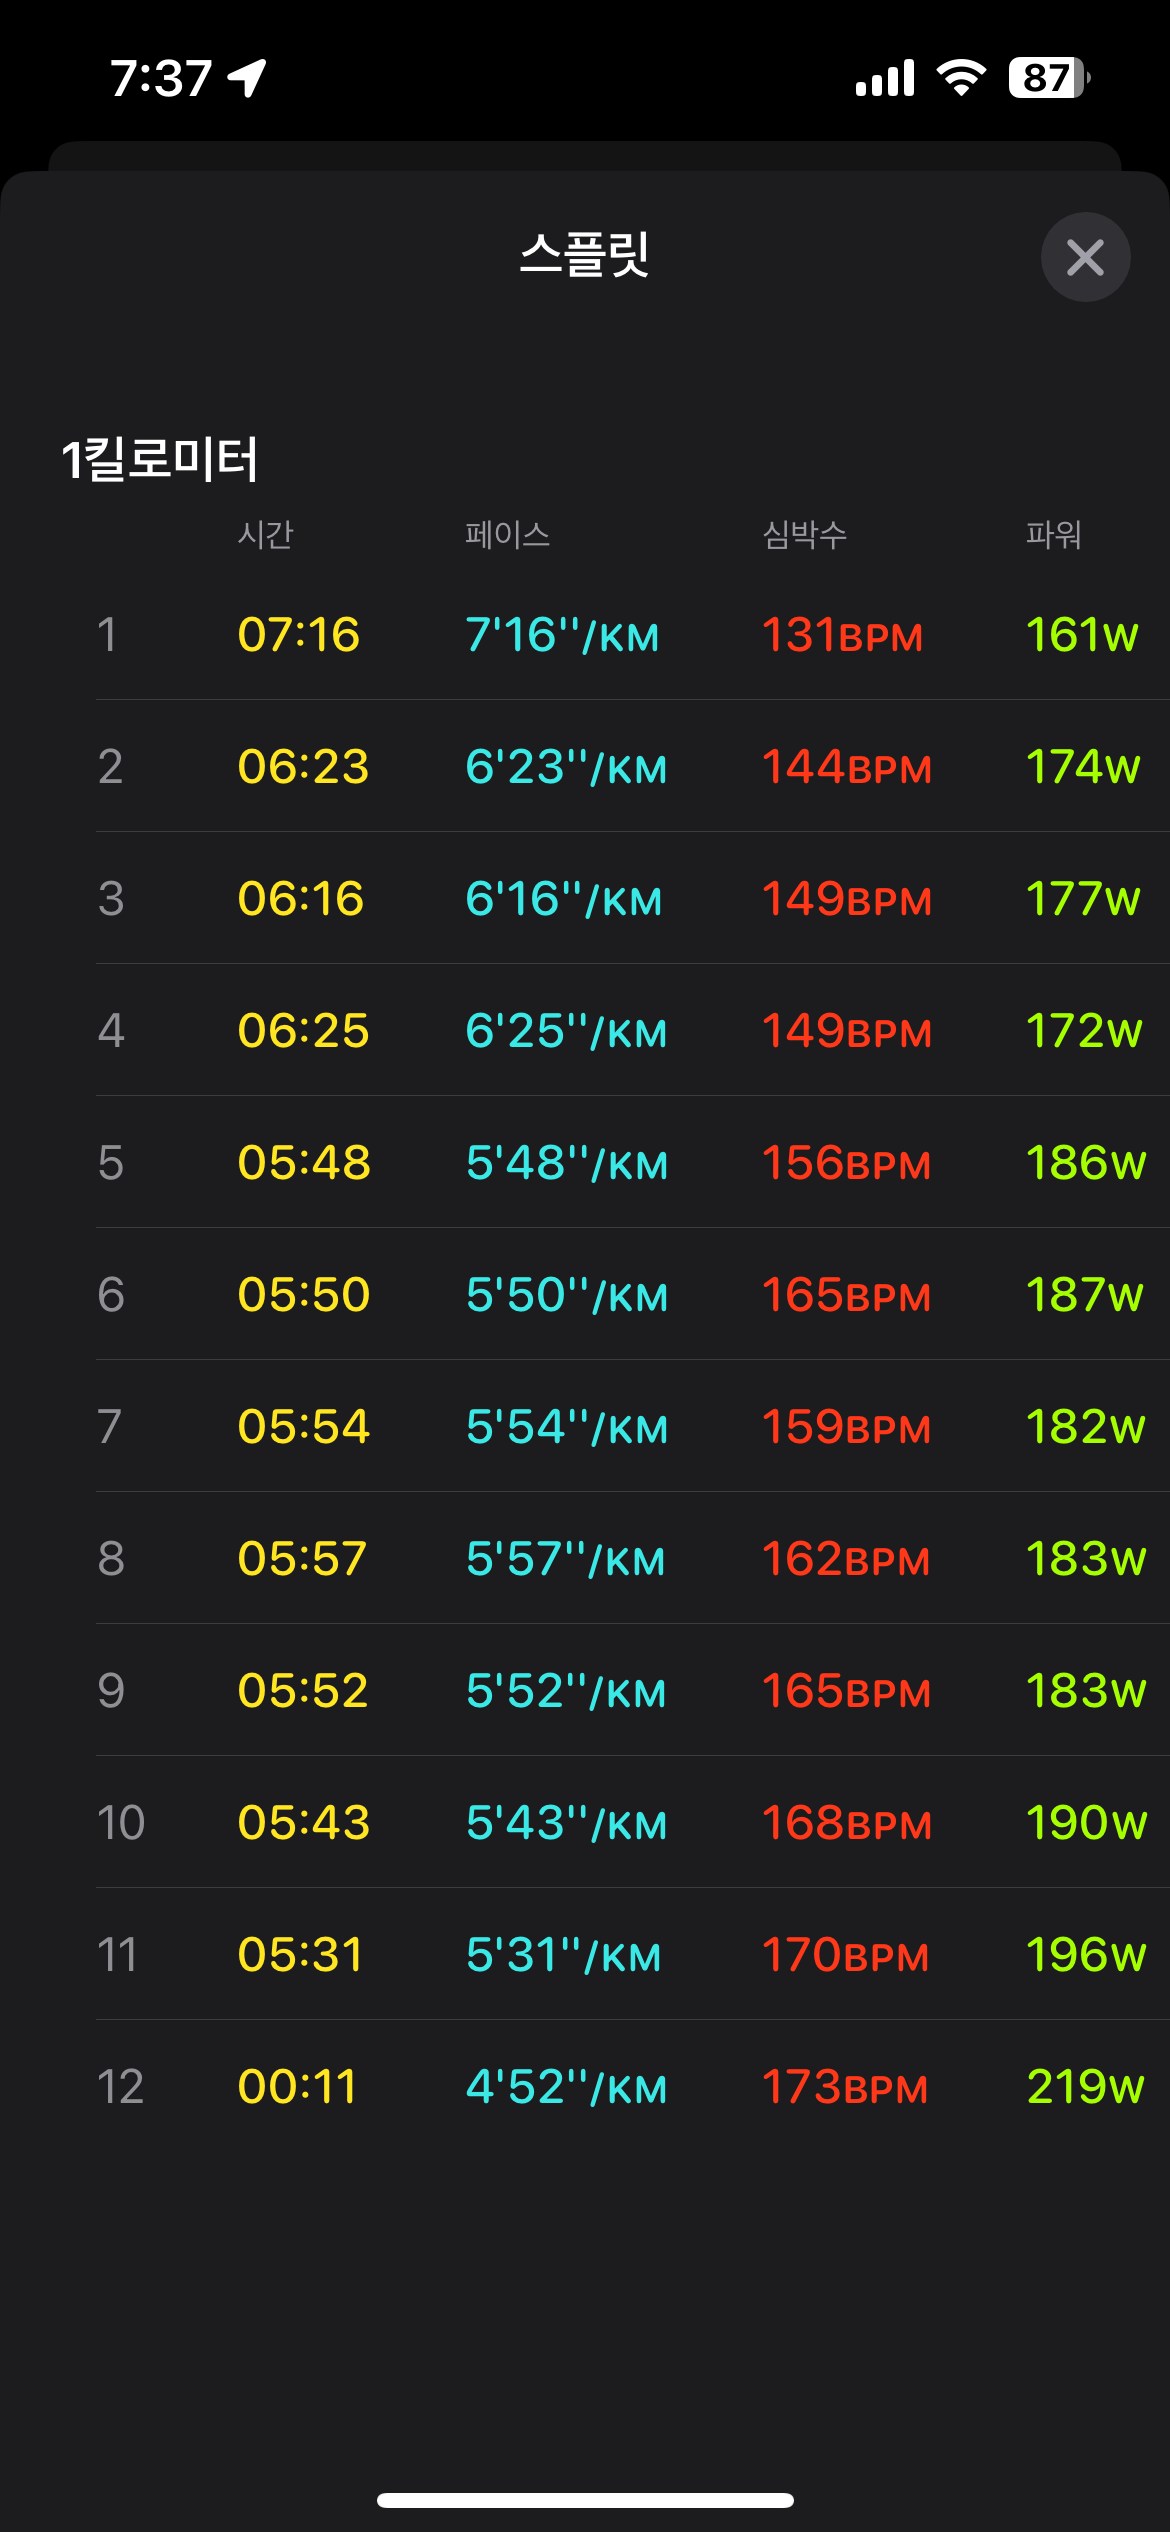 7:37
87
스플릿
1킬로미터
시간 페이스 심박수 파워
1 07:16 7'16''/KM 131BPM 161W
2 06:23 6'23''/KM 144BPM 174W
3 06:16 6'16''/KM 149BPM 177W
4 06:25 6'25''/KM 149BPM 172W
5 05:48 5'48''/KM 156BPM 186W
6 05:50 5'50''/KM 165BPM 187W
7 05:54 5'54''/KM 159BPM 182W
8 05:57 5'57''/KM 162BPM 183W
9 05:52 5'52''/KM 165BPM 183W
10 05:43 5'43''/KM 168BPM 190W
11 05:31 5'31''/KM 170BPM 196W
12 00:11 4'52''/KM 173BPM 219W